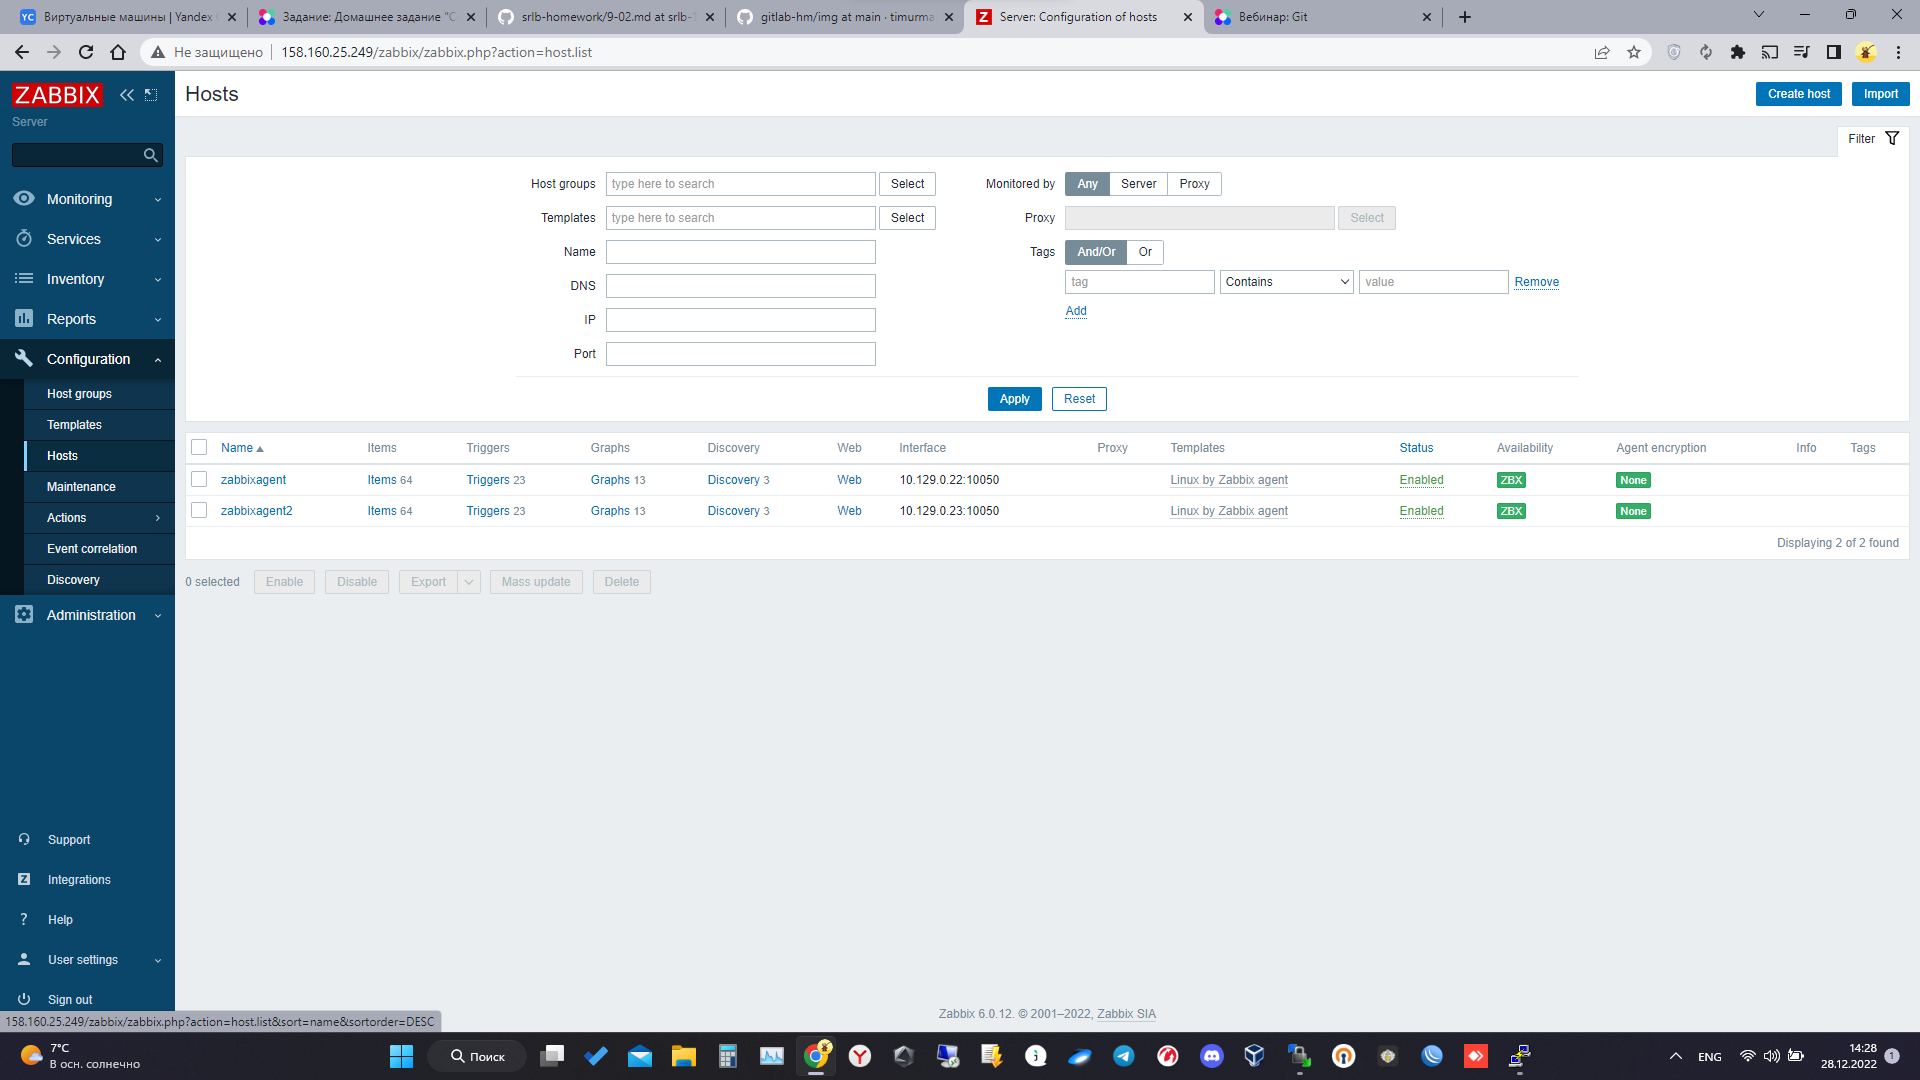 Виртуальные машины | Yandex
Задание: Домашнее задание "С
srlb-homework/9-02.md at srlb-
gitlab-hm/img at main · timurma
Server: Configuration of hosts
Вебинар: Git
Не защищено
158.160.25.249/zabbix/zabbix.php?action=host.list
ZABBIX
Server
Monitoring
Services
Inventory
Reports
Configuration
Host groups
Templates
Hosts
Maintenance
Actions
Event correlation
Discovery
Administration
Support
Integrations
Help
User settings
Sign out
Hosts
Create host
Import
Filter
Host groups type here to search Select
Templates type here to search Select
Name
DNS
IP
Port
Monitored by Any Server Proxy
Proxy Select
Tags And/Or Or
tag Contains value Remove
Add
Apply Reset
Name Items Triggers Graphs Discovery Web Interface Proxy Templates Status Availability Agent encryption Info Tags
zabbixagent Items 64 Triggers 23 Graphs 13 Discovery 3 Web 10.129.0.22:10050 Linux by Zabbix agent Enabled ZBX None
zabbixagent2 Items 64 Triggers 23 Graphs 13 Discovery 3 Web 10.129.0.23:10050 Linux by Zabbix agent Enabled ZBX None
Displaying 2 of 2 found
0 selected Enable Disable Export Mass update Delete
Zabbix 6.0.12. © 2001–2022, Zabbix SIA
158.160.25.249/zabbix/zabbix.php?action=host.list&sort=name&sortorder=DESC
7°C
В осн. солнечно
Поиск
ENG
14:28
28.12.2022
1